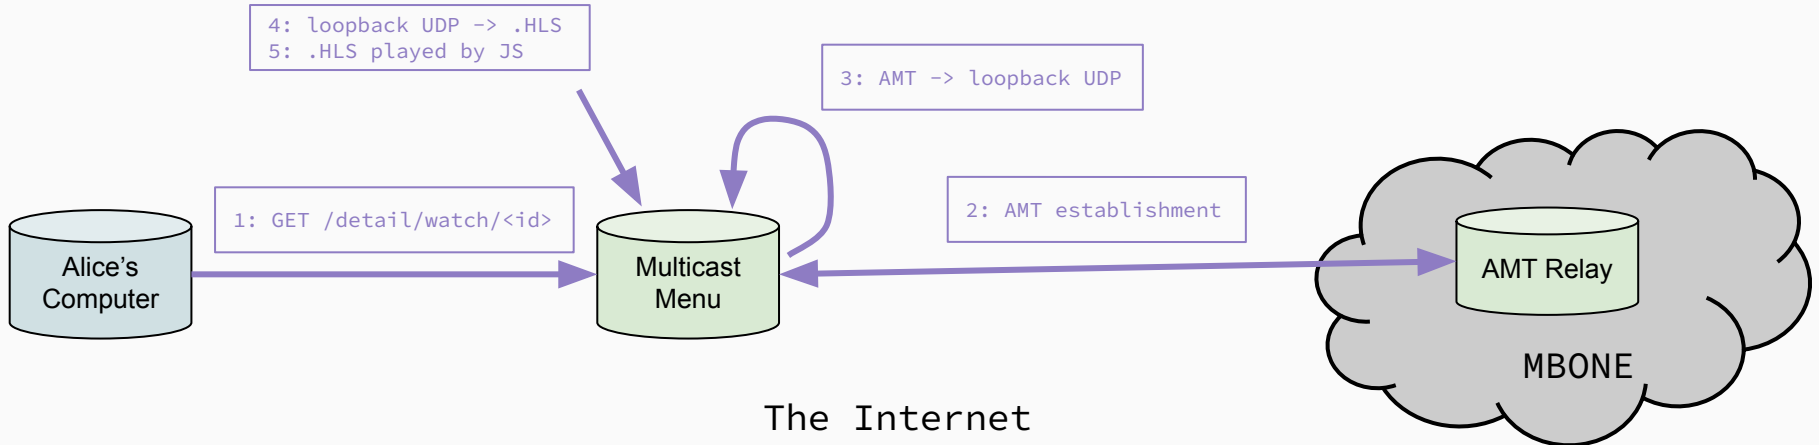 4: loopback UDP -> .HLS
5: .HLS played by JS
3: AMT -> loopback UDP
1: GET /detail/watch/<id>
2: AMT establishment
Alice’s
Computer
Multicast
Menu
AMT Relay
MBONE
The Internet